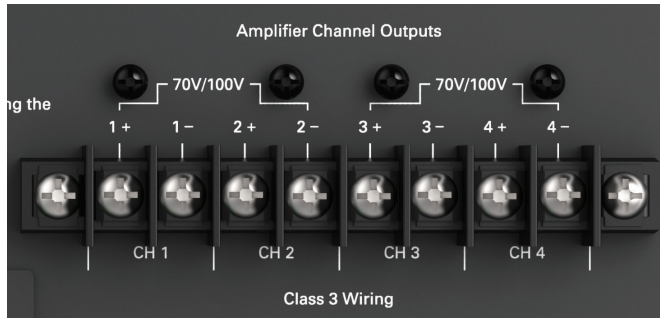 Amplifier Channel Outputs
ng the
70V/100V 70V/100V
1 + 1 – 2 + 2 – 3 + 3 – 4 + 4 –
CH 1 CH 2 CH 3 CH 4
Class 3 Wiring